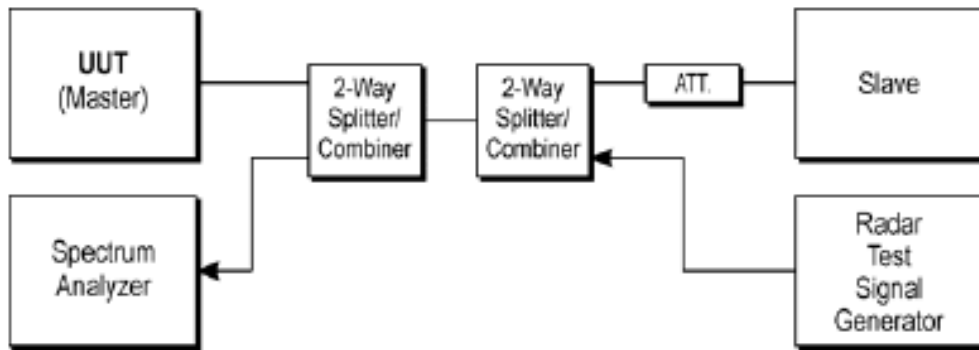 UUT
(Master)
2-Way
Splitter/
Combiner
2-Way
Splitter/
Combiner
ATT.
Slave
Spectrum
Analyzer
Radar
Test
Signal
Generator